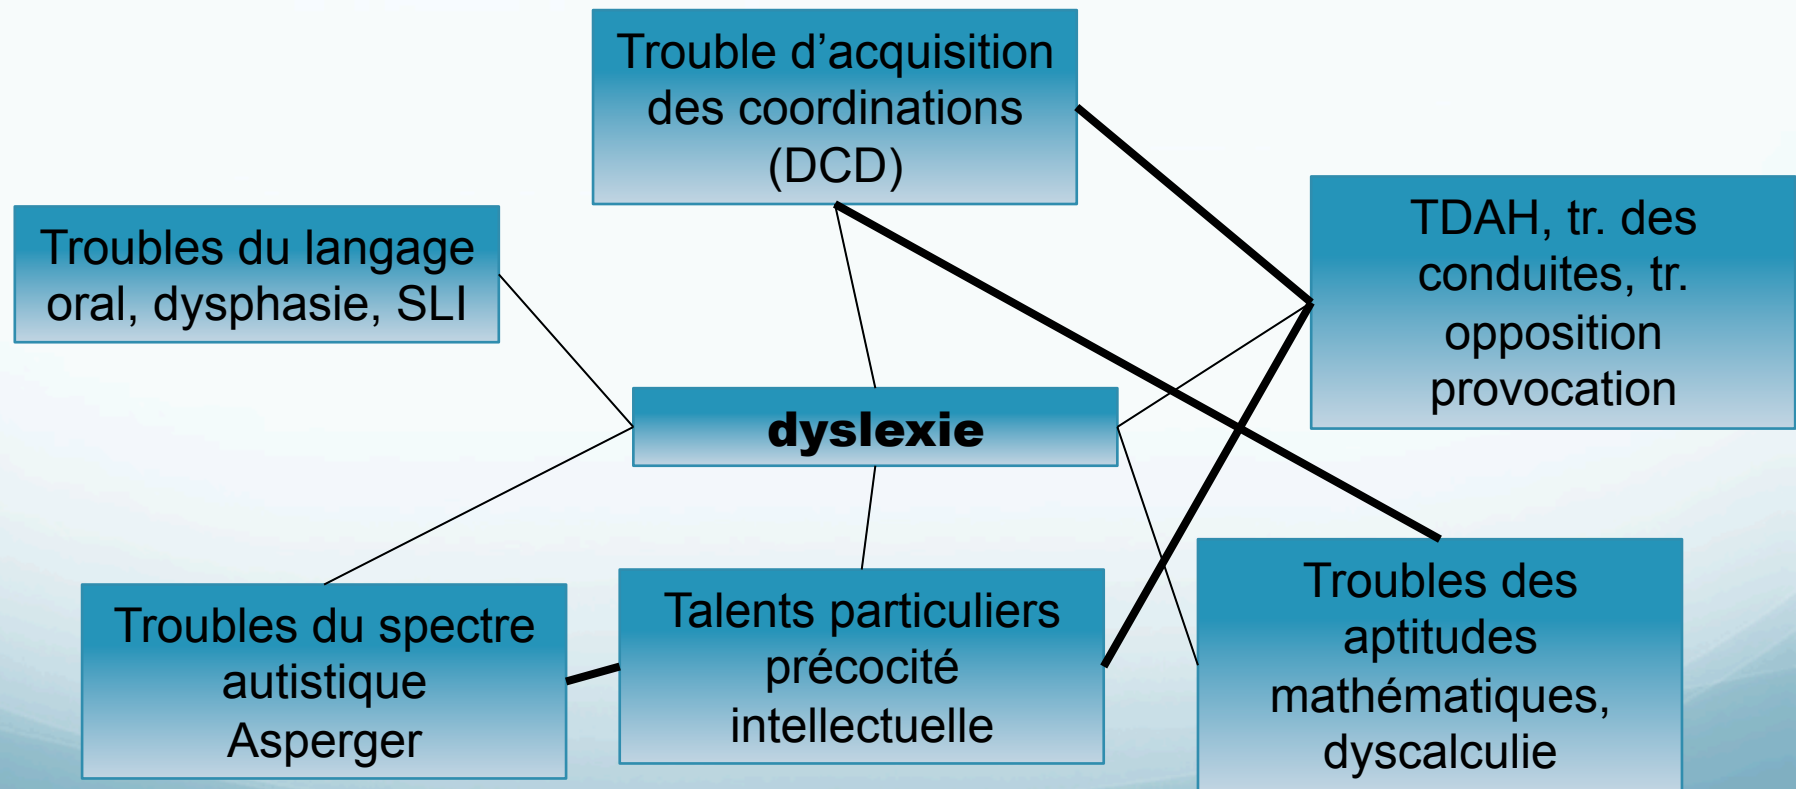 Trouble d’acquisition
des coordinations
(DCD)
Troubles du langage
oral, dysphasie, SLI
TDAH, tr. des
conduites, tr.
opposition
provocation
dyslexie
Troubles du spectre
autistique
Asperger
Talents particuliers
précocité
intellectuelle
Troubles des
aptitudes
mathématiques,
dyscalculie